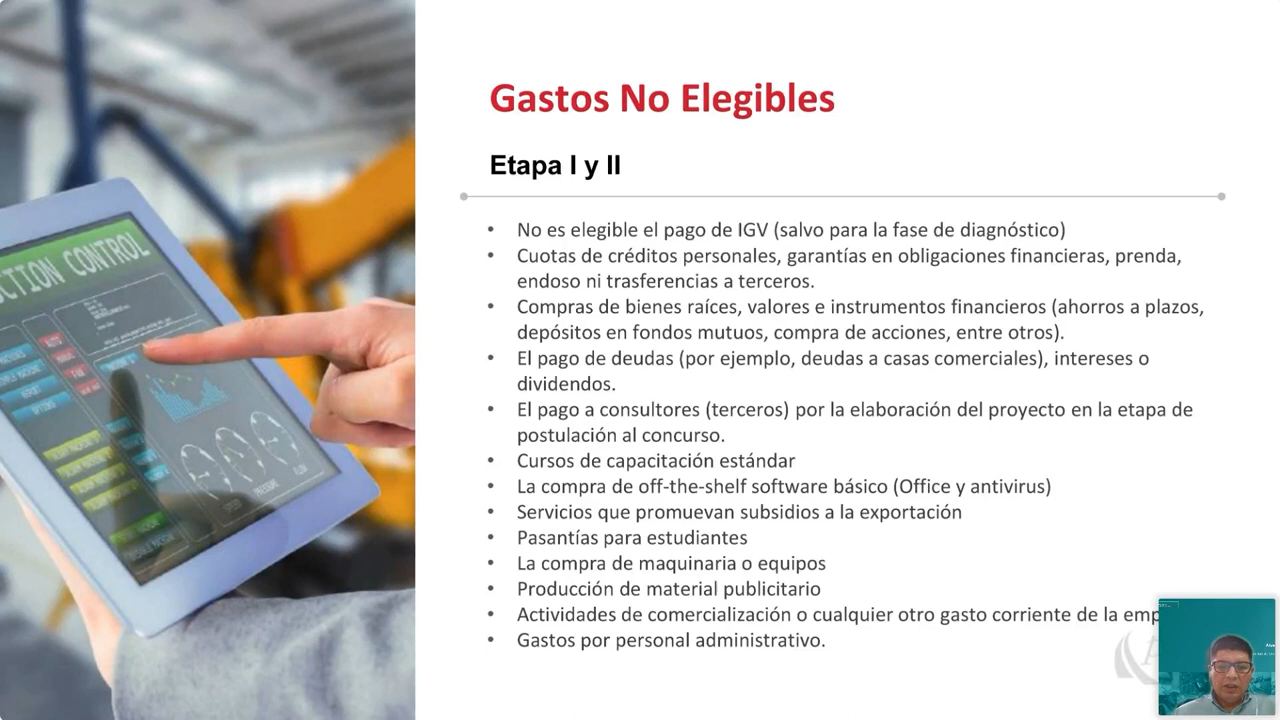 Gastos No Elegibles
Etapa I y II
• No es elegible el pago de IGV (salvo para la fase de diagnóstico)
• Cuotas de créditos personales, garantías en obligaciones financieras, prenda,
endoso ni trasferencias a terceros.
• Compras de bienes raíces, valores e instrumentos financieros (ahorros a plazos,
depósitos en fondos mutuos, compra de acciones, entre otros).
• El pago de deudas (por ejemplo, deudas a casas comerciales), intereses o
dividendos.
• El pago a consultores (terceros) por la elaboración del proyecto en la etapa de
postulación al concurso.
• Cursos de capacitación estándar
• La compra de off-the-shelf software básico (Office y antivirus)
• Servicios que promuevan subsidios a la exportación
• Pasantías para estudiantes
• La compra de maquinaria o equipos
• Producción de material publicitario
• Actividades de comercialización o cualquier otro gasto corriente de la emp
• Gastos por personal administrativo.
CTION CONTROL